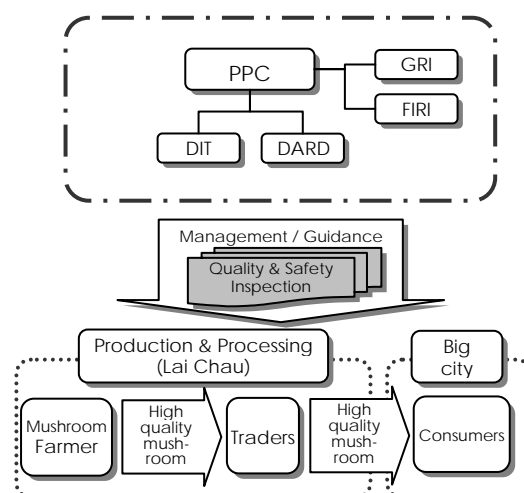 PPC
GRI
FIRI
DIT
DARD
Management / Guidance
Quality & Safety
Inspection
Production & Processing
(Lai Chau)
Big
city
Mushroom
Farmer
High
quality
mush-
room
Traders
High
quality
mush-
room
Consumers